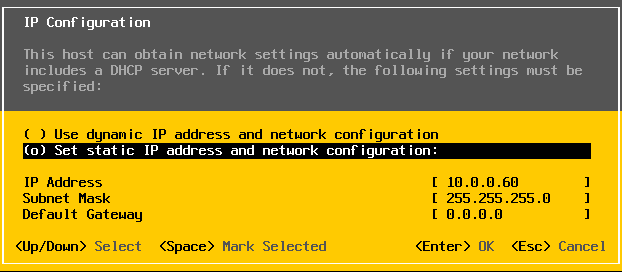 IP Configuration
This host can obtain network settings automatically if your network
includes a DHCP server. If it does not, the following settings must be
specified:
( ) Use dynamic IP address and network configuration
(o) Set static IP address and network configuration:
IP Address [ 10.0.0.60 ]
Subnet Mask [ 255.255.255.0 ]
Default Gateway [ 0.0.0.0 ]
<Up/Down> Select <Space> Mark Selected <Enter> OK <Esc> Cancel